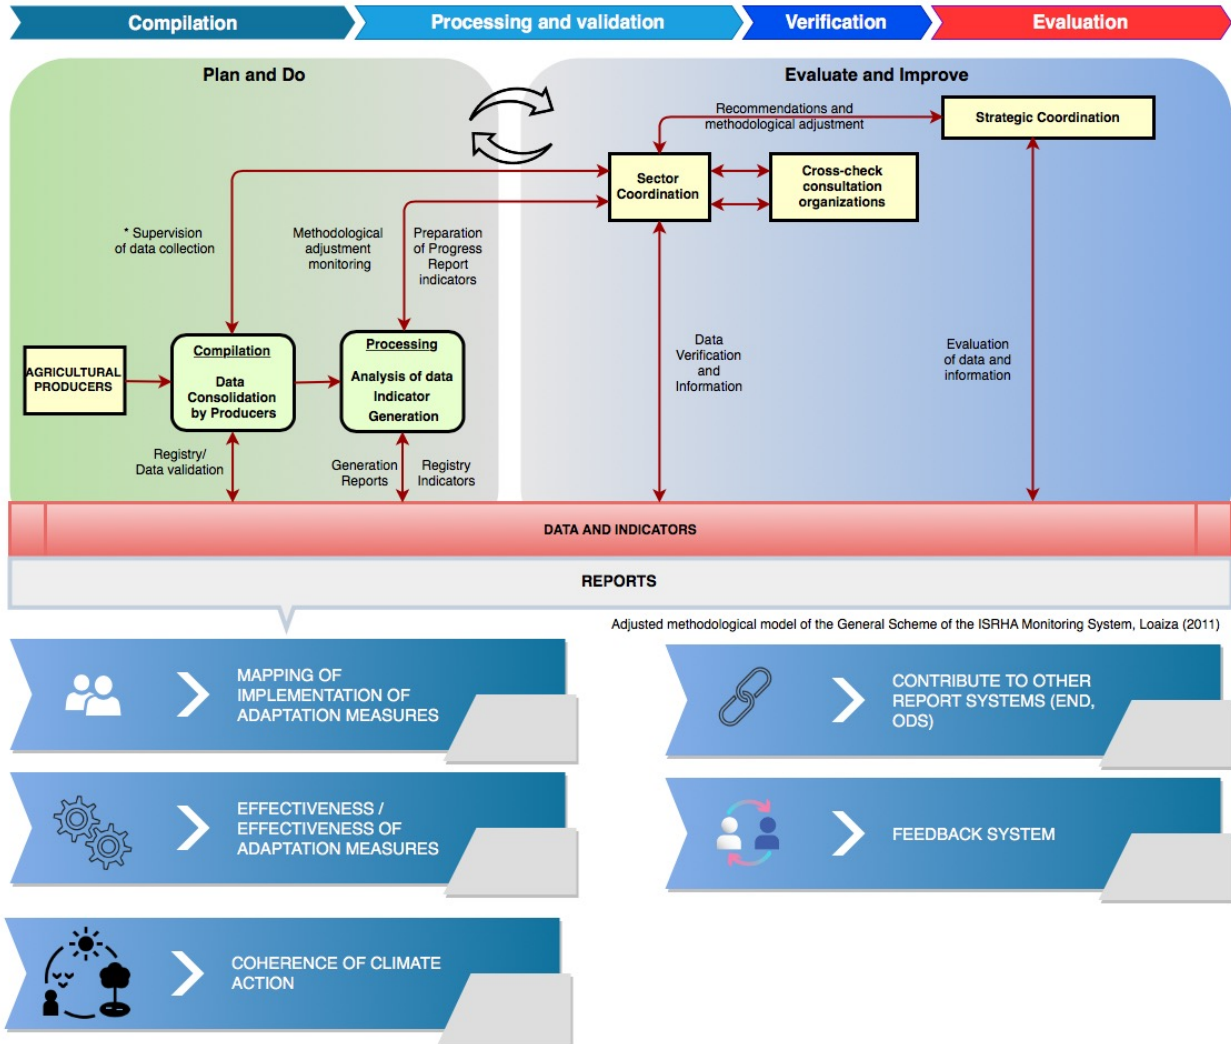 Compilation
Processing and validation
Verification
Evaluation
Plan and Do
Evaluate and Improve
Recommendations and
methodological adjustment
Strategic Coordination
Sector
Coordination
Cross-check
consultation
organizations
* Supervision
of data collection
Methodological
adjustment
monitoring
Preparation
of Progress
Report
indicators
Data
Verification
and
Information
Evaluation
of data and
information
AGRICULTURAL
PRODUCERS
Compilation
Data
Consolidation
by Producers
Processing
Analysis of data
Indicator
Generation
Registry/
Data validation
Generation
Reports
Registry
Indicators
DATA AND INDICATORS
REPORTS
Adjusted methodological model of the General Scheme of the ISRHA Monitoring System, Loaiza (2011)
MAPPING OF
IMPLEMENTATION OF
ADAPTATION MEASURES
CONTRIBUTE TO OTHER
REPORT SYSTEMS (END,
ODS)
EFFECTIVENESS /
EFFECTIVENESS OF
ADAPTATION MEASURES
FEEDBACK SYSTEM
COHERENCE OF CLIMATE
ACTION